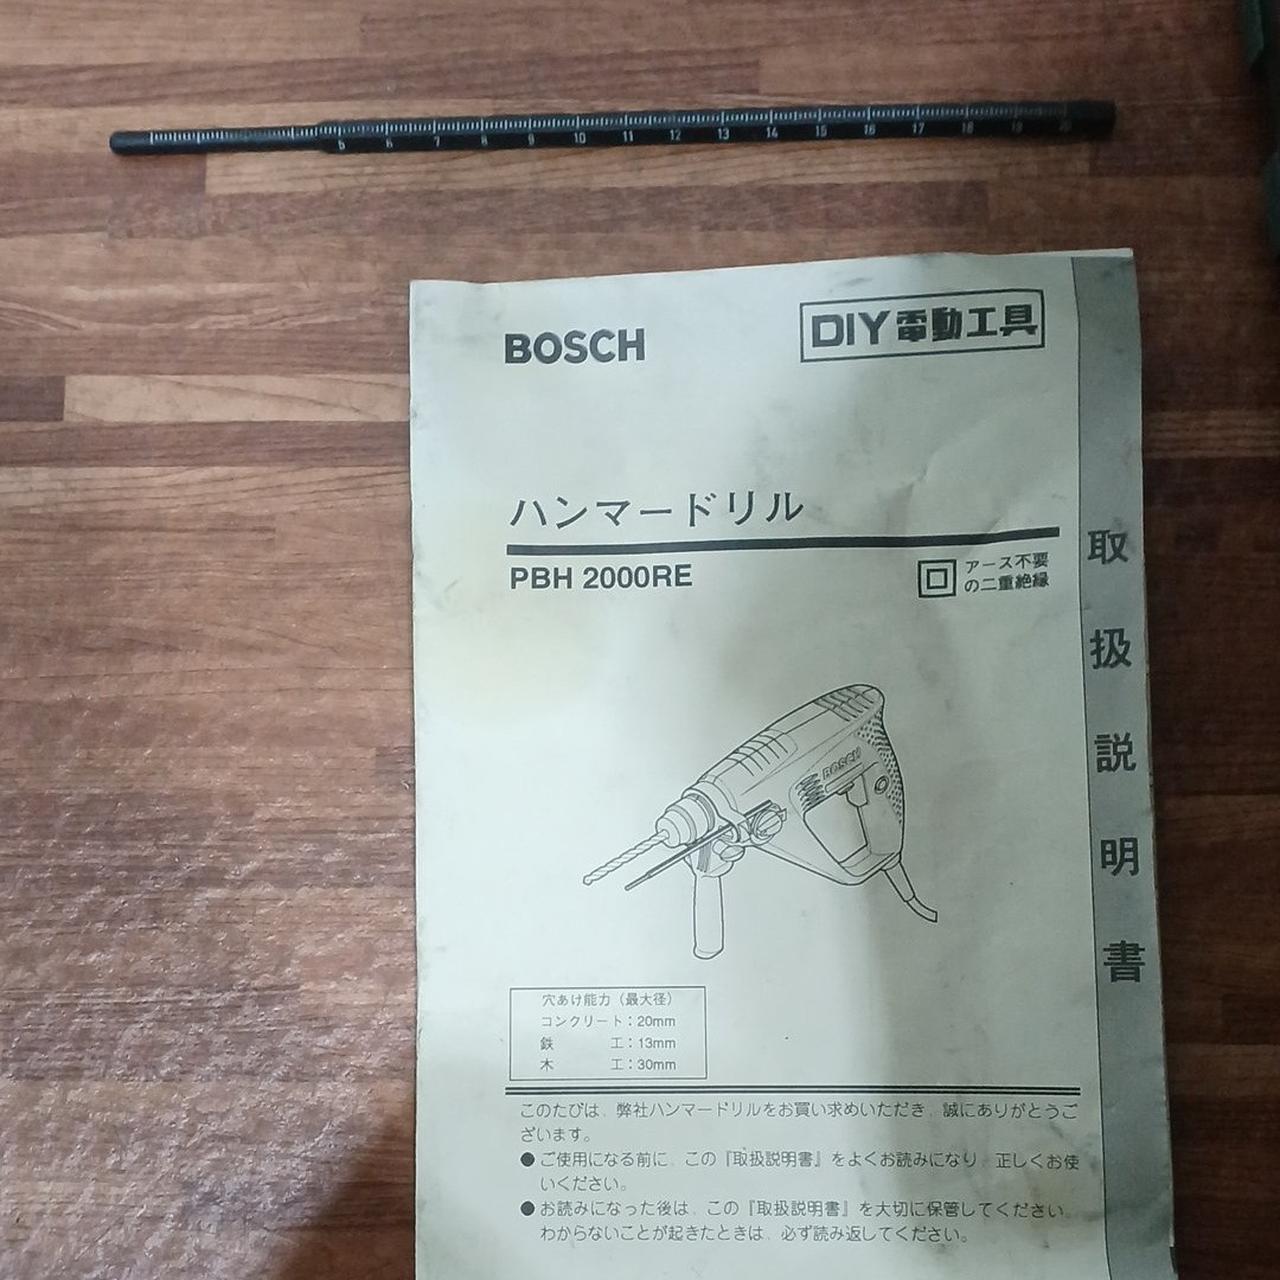 5 6 7 8 9 10 11 12 13 14 15 16 17 18 19 20
BOSCH
DIY電動工具
ハンマードリル
PBH 2000RE
アース不要
の二重絶縁
取扱説明書
BOSCH
穴あけ能力（最大径）
コンクリート：20mm
鉄　　　工：13mm
木　　　工：30mm
このたびは、弊社ハンマードリルをお買い求めいただき、誠にありがとうご
ざいます。
●ご使用になる前に、この『取扱説明書』をよくお読みになり、正しくお使
いください。
●お読みになった後は、この『取扱説明書』を大切に保管してください。
わからないことが起きたときは、必ず読み返してください。